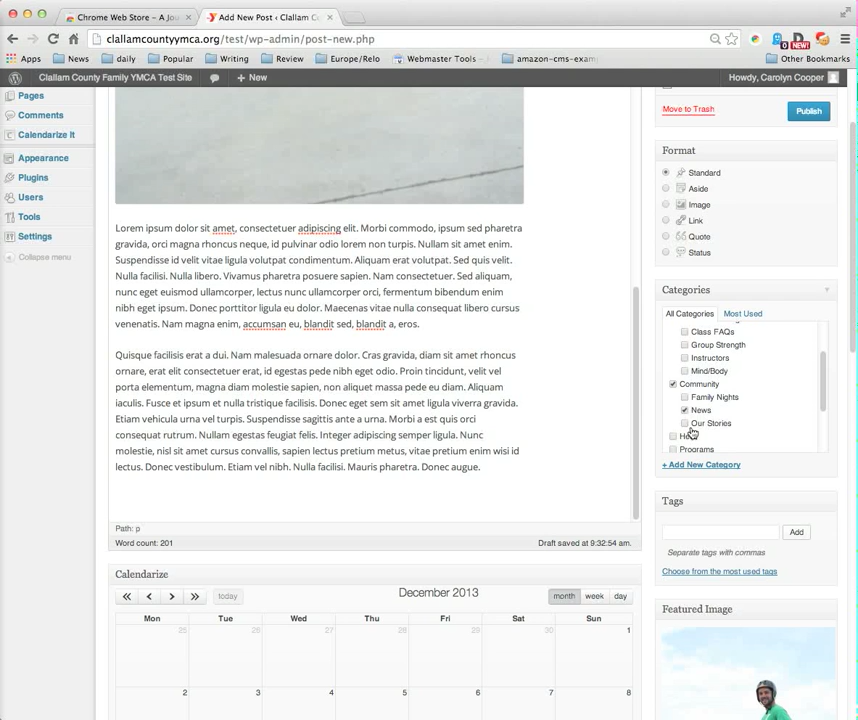 Chrome Web Store – A Jou
Add New Post ‹ Clallam C
clallamcountyymca.org/test/wp-admin/post-new.php
Apps News daily Popular Writing Review Europe/Relo Webmaster Tools - amazon-cms-exam Other Bookmarks
Clallam County Family YMCA Test Site + New Howdy, Carolyn Cooper
Pages
Comments
Calendarize It
Appearance
Plugins
Users
Tools
Settings
Collapse menu
Lorem ipsum dolor sit amet, consectetuer adipiscing elit. Morbi commodo, ipsum sed pharetra
gravida, orci magna rhoncus neque, id pulvinar odio lorem non turpis. Nullam sit amet enim.
Suspendisse id velit vitae ligula volutpat condimentum. Aliquam erat volutpat. Sed quis velit.
Nulla facilisi. Nulla libero. Vivamus pharetra posuere sapien. Nam consectetuer. Sed aliquam,
nunc eget euismod ullamcorper, lectus nunc ullamcorper orci, fermentum bibendum enim
nibh eget ipsum. Donec porttitor ligula eu dolor. Maecenas vitae nulla consequat libero cursus
venenatis. Nam magna enim, accumsan eu, blandit sed, blandit a, eros.
Quisque facilisis erat a dui. Nam malesuada ornare dolor. Cras gravida, diam sit amet rhoncus
ornare, erat elit consectetuer erat, id egestas pede nibh eget odio. Proin tincidunt, velit vel
porta elementum, magna diam molestie sapien, non aliquet massa pede eu diam. Aliquam
iaculis. Fusce et ipsum et nulla tristique facilisis. Donec eget sem sit amet ligula viverra gravida.
Etiam vehicula urna vel turpis. Suspendisse sagittis ante a urna. Morbi a est quis orci
consequat rutrum. Nullam egestas feugiat felis. Integer adipiscing semper ligula. Nunc
molestie, nisl sit amet cursus convallis, sapien lectus pretium metus, vitae pretium enim wisi id
lectus. Donec vestibulum. Etiam vel nibh. Nulla facilisi. Mauris pharetra. Donec augue.
Path: p
Word count: 201 Draft saved at 9:32:54 am.
Calendarize
today December 2013 month week day
Mon Tue Wed Thu Fri Sat Sun
25 26 27 28 29 30 1
2 3 4 5 6 7 8
NEW!
Move to Trash Publish
Format
Standard
Aside
Image
Link
Quote
Status
Categories
All Categories Most Used
Class FAQs
Group Strength
Instructors
Mind/Body
Community
Family Nights
News
Our Stories
Programs
+ Add New Category
Tags
Add
Separate tags with commas
Choose from the most used tags
Featured Image